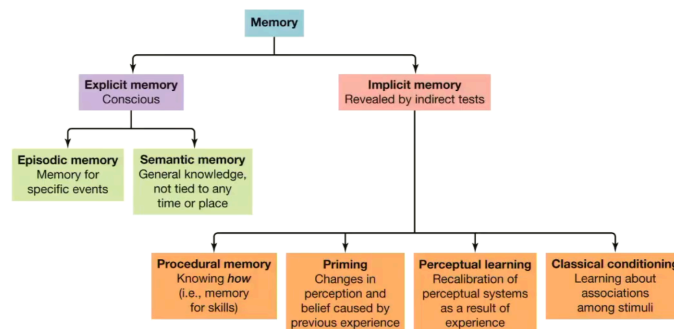 Memory
Explicit memory
Conscious
Implicit memory
Revealed by indirect tests
Episodic memory
Memory for
specific events
Semantic memory
General knowledge,
not tied to any
time or place
Procedural memory
Knowing how
(i.e., memory
for skills)
Priming
Changes in
perception and
belief caused by
previous experience
Perceptual learning
Recalibration of
perceptual systems
as a result of
experience
Classical conditioning
Learning about
associations
among stimuli